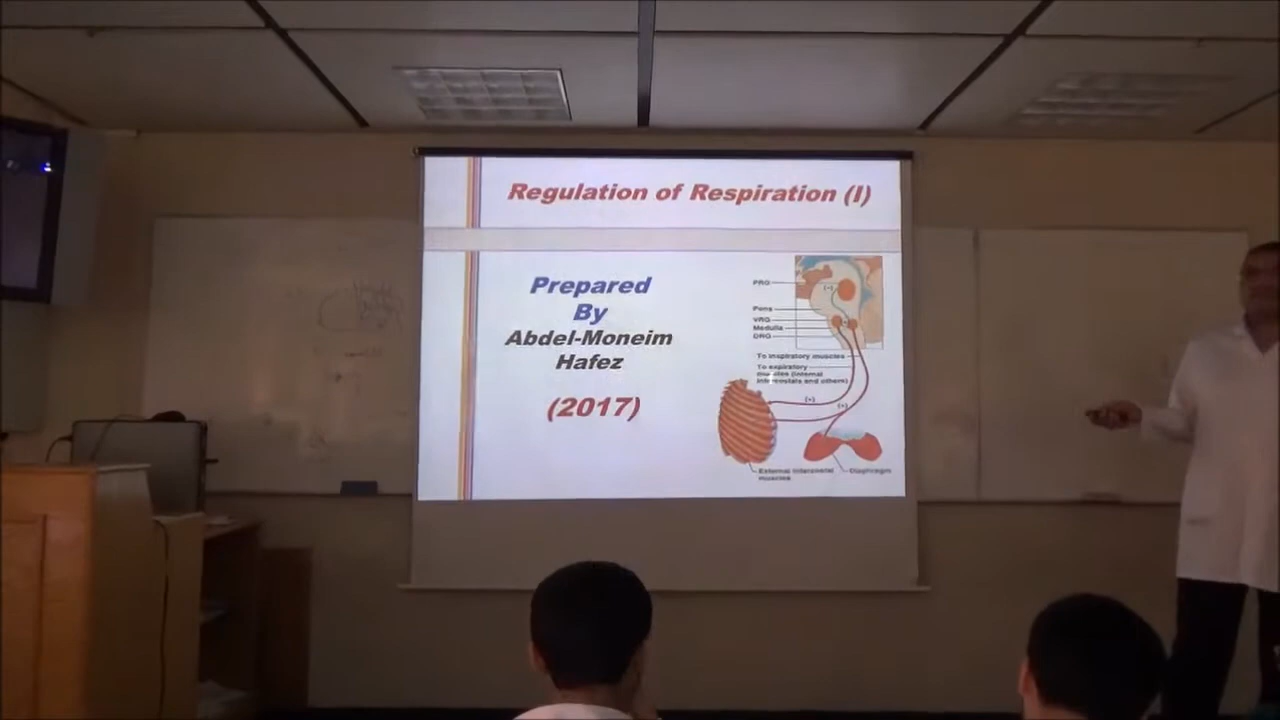 Regulation of Respiration (I)
Prepared
By
Abdel-Moneim
Hafez
(2017)
PRG
(-)
Pons
VRG
Medulla
DRG
To inspiratory muscles
To expiratory
muscles (internal
intercostals and others)
(+)
(+)
External intercostal
muscles
Diaphragm